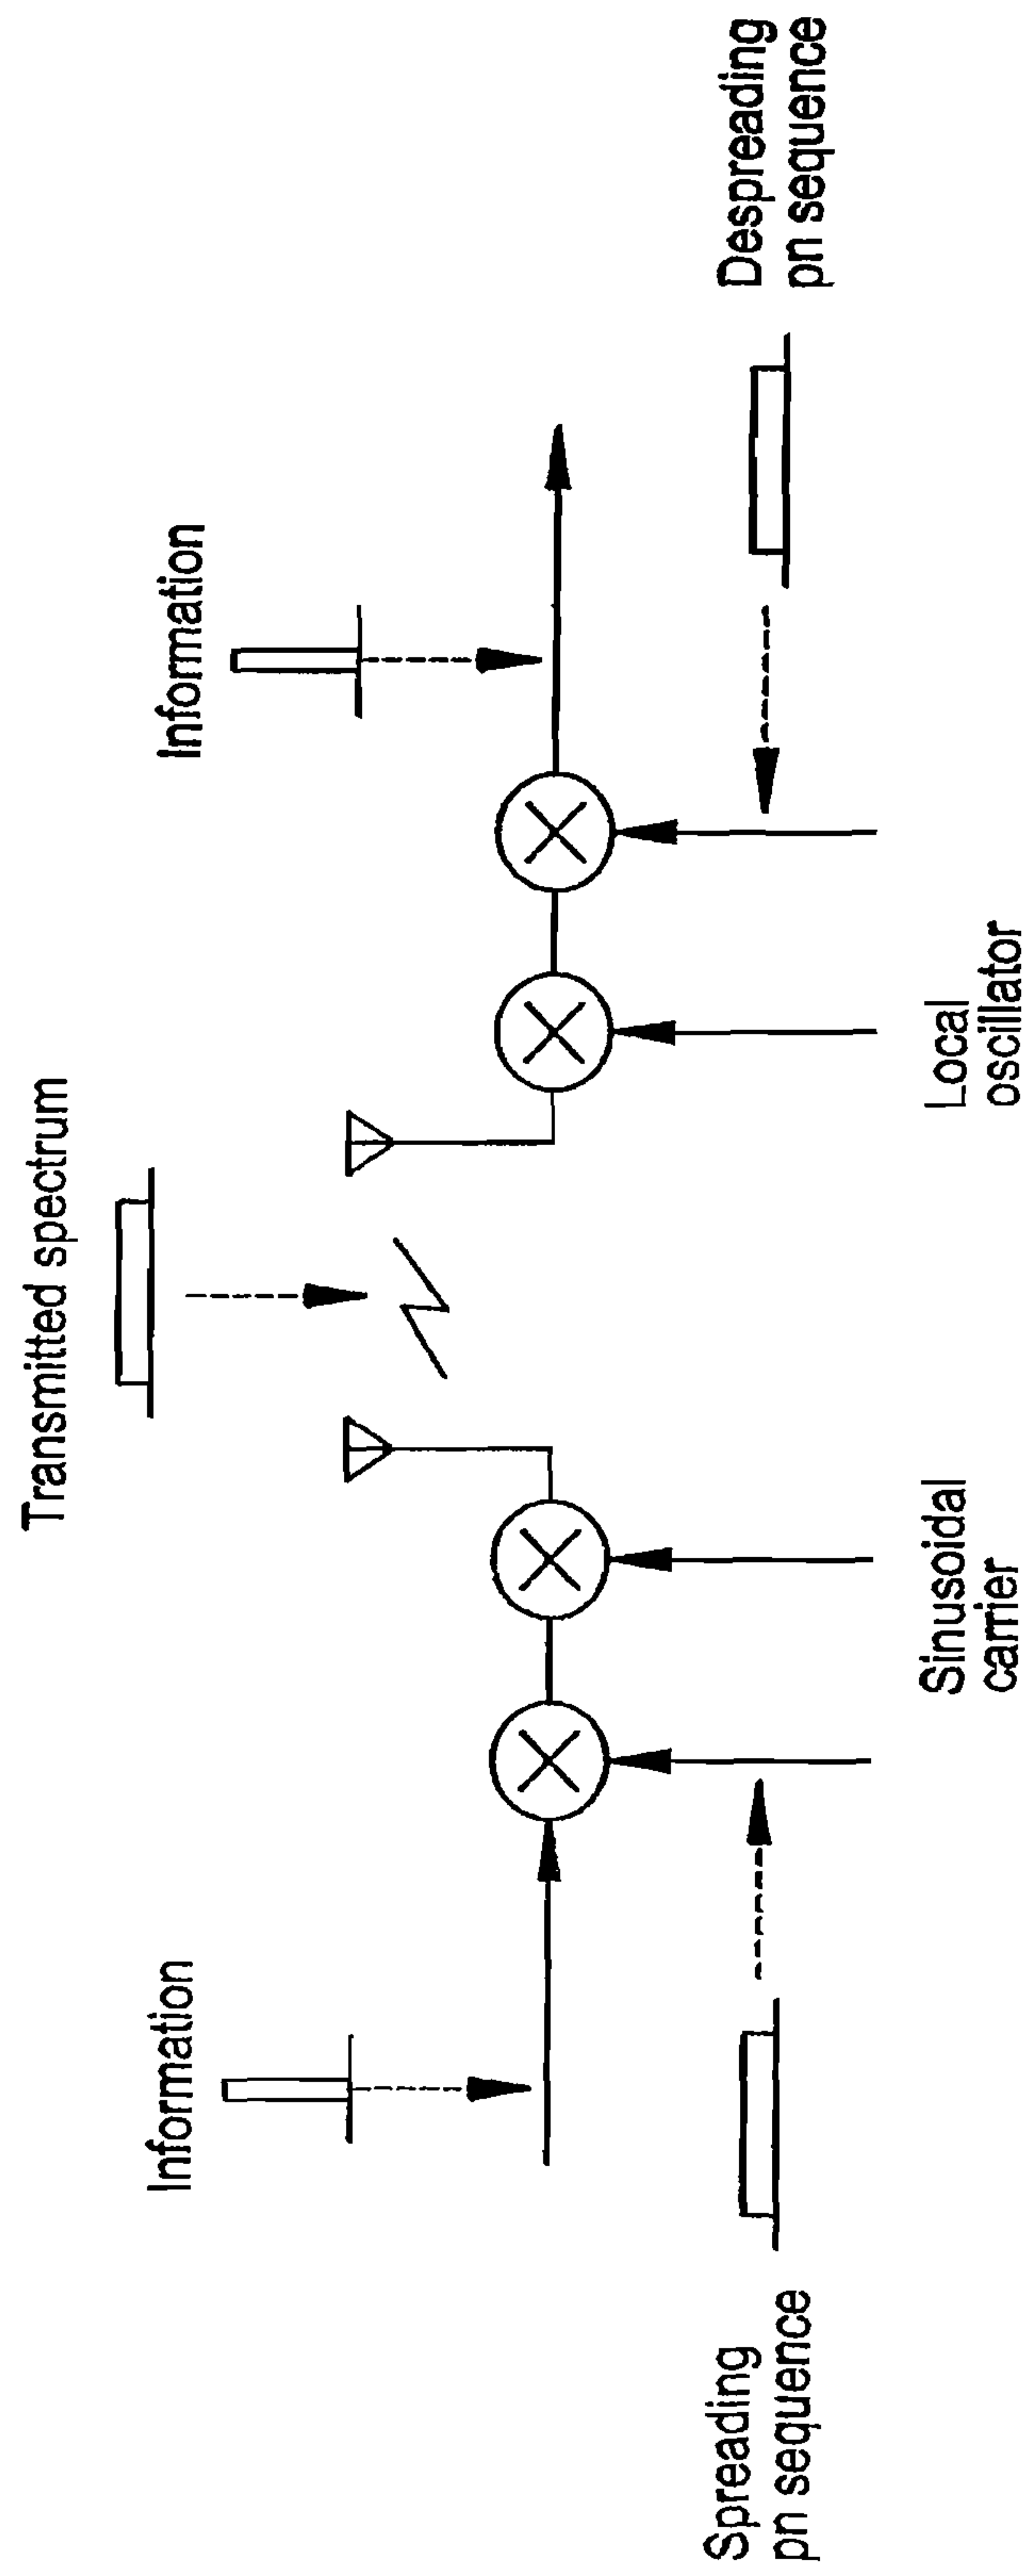 Transmitted spectrum
Information
Information
Spreading
pn sequence
Sinusoidal
carrier
Local
oscillator
Despreading
pn sequence